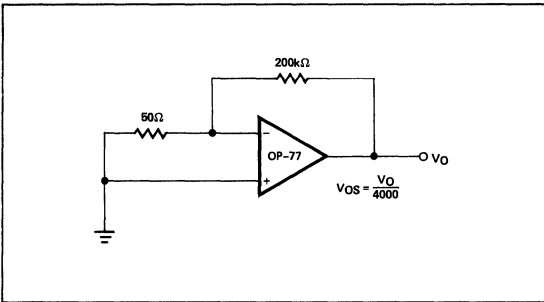 200kΩ
50Ω
−
OP-77
+
VO
VOS = VO
4000